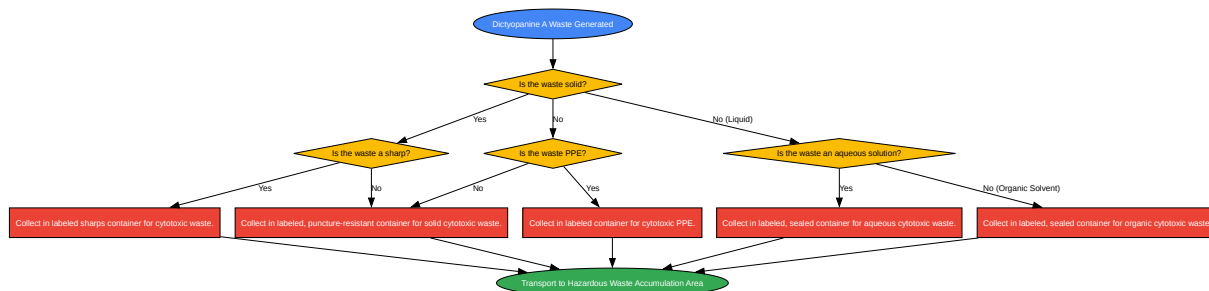 Dictyopanine A Waste Generated
Is the waste solid?
Yes
No
No (Liquid)
Is the waste a sharp?
Is the waste PPE?
Is the waste an aqueous solution?
Yes
No
No
Yes
Yes
No (Organic Solvent)
Collect in labeled sharps container for cytotoxic waste.
Collect in labeled, puncture-resistant container for solid cytotoxic waste.
Collect in labeled container for cytotoxic PPE.
Collect in labeled, sealed container for aqueous cytotoxic waste.
Collect in labeled, sealed container for organic cytotoxic waste
Transport to Hazardous Waste Accumulation Area